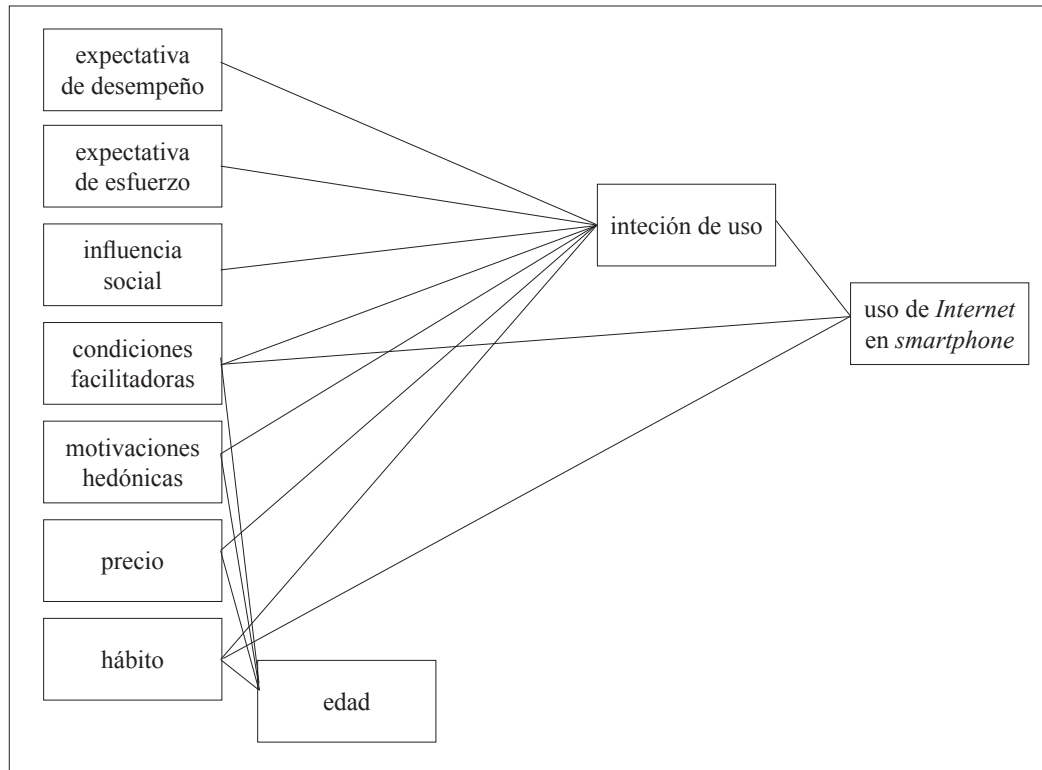 expectativa
de desempeño
expectativa
de esfuerzo
influencia
social
condiciones
facilitadoras
motivaciones
hedónicas
precio
hábito
edad
inteción de uso
uso de Internet
en smartphone